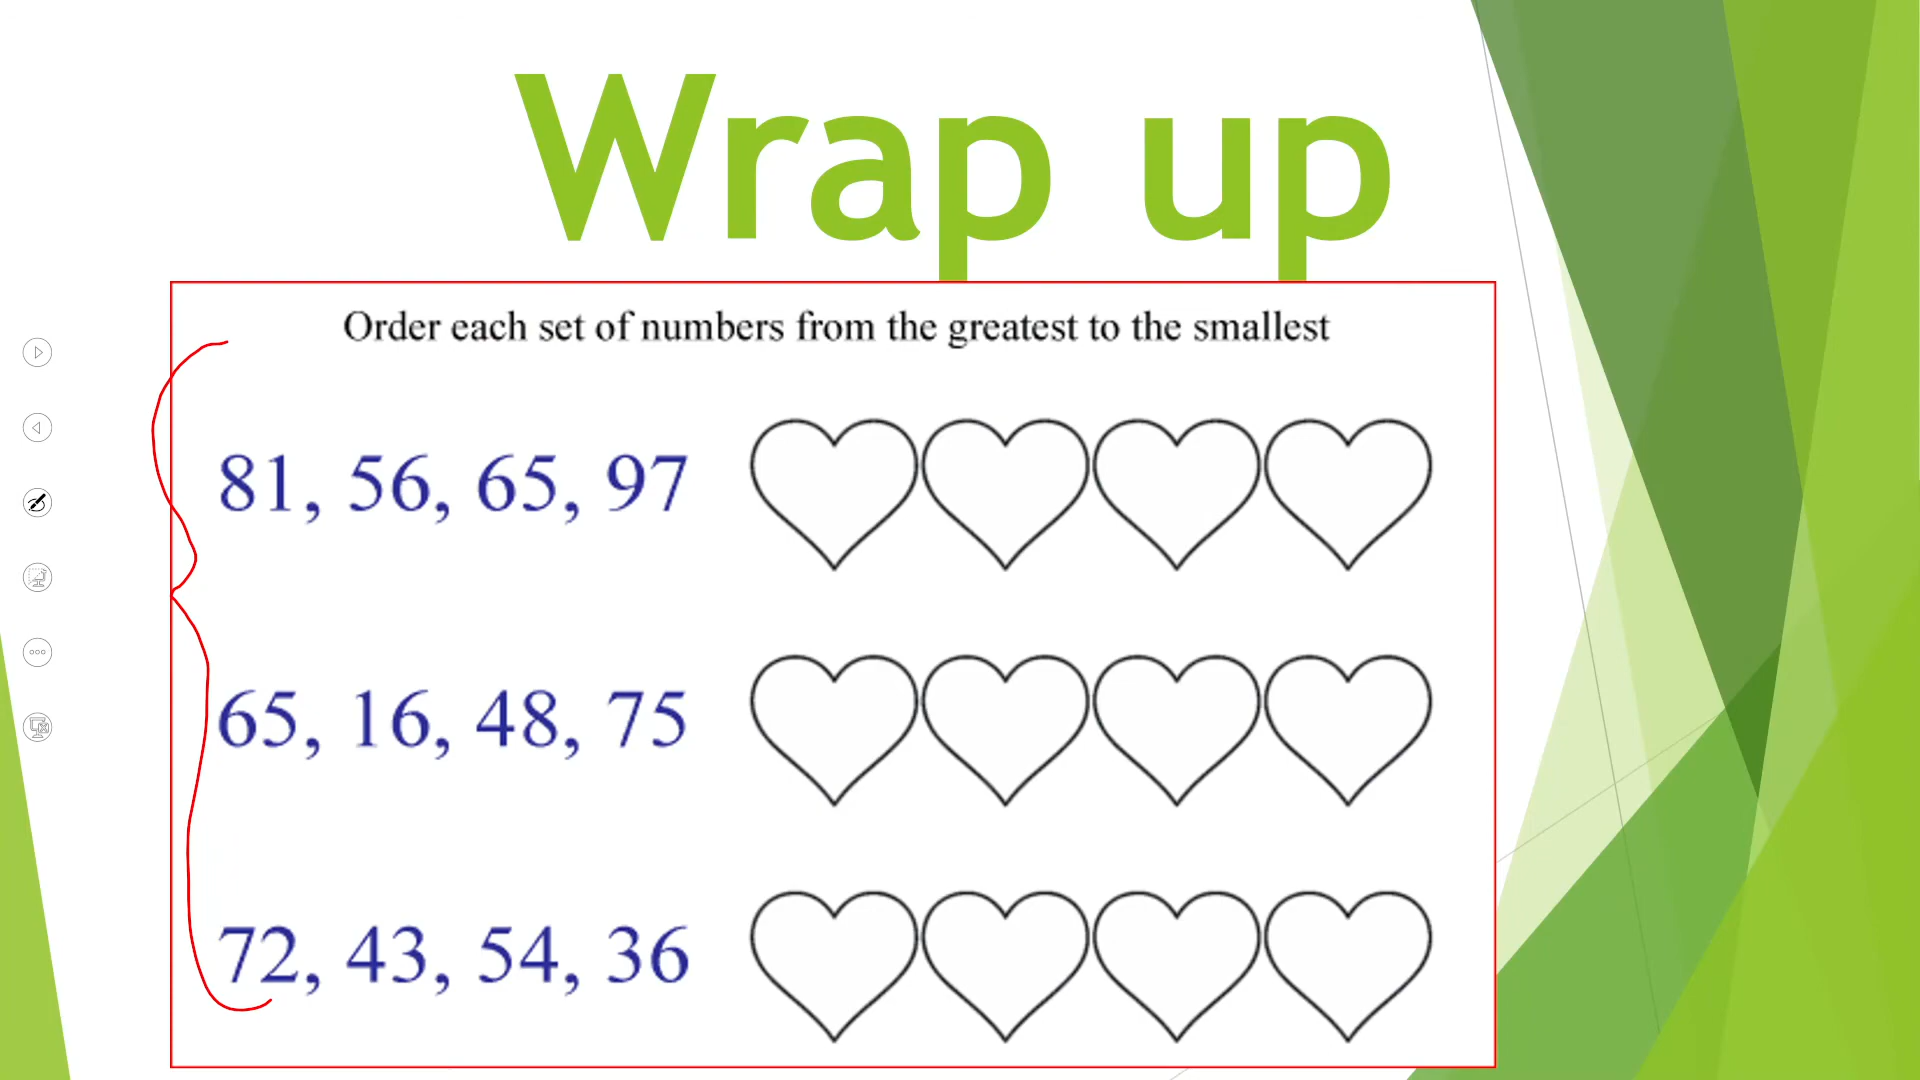 Wrap up
Order each set of numbers from the greatest to the smallest
81, 56, 65, 97
65, 16, 48, 75
72, 43, 54, 36